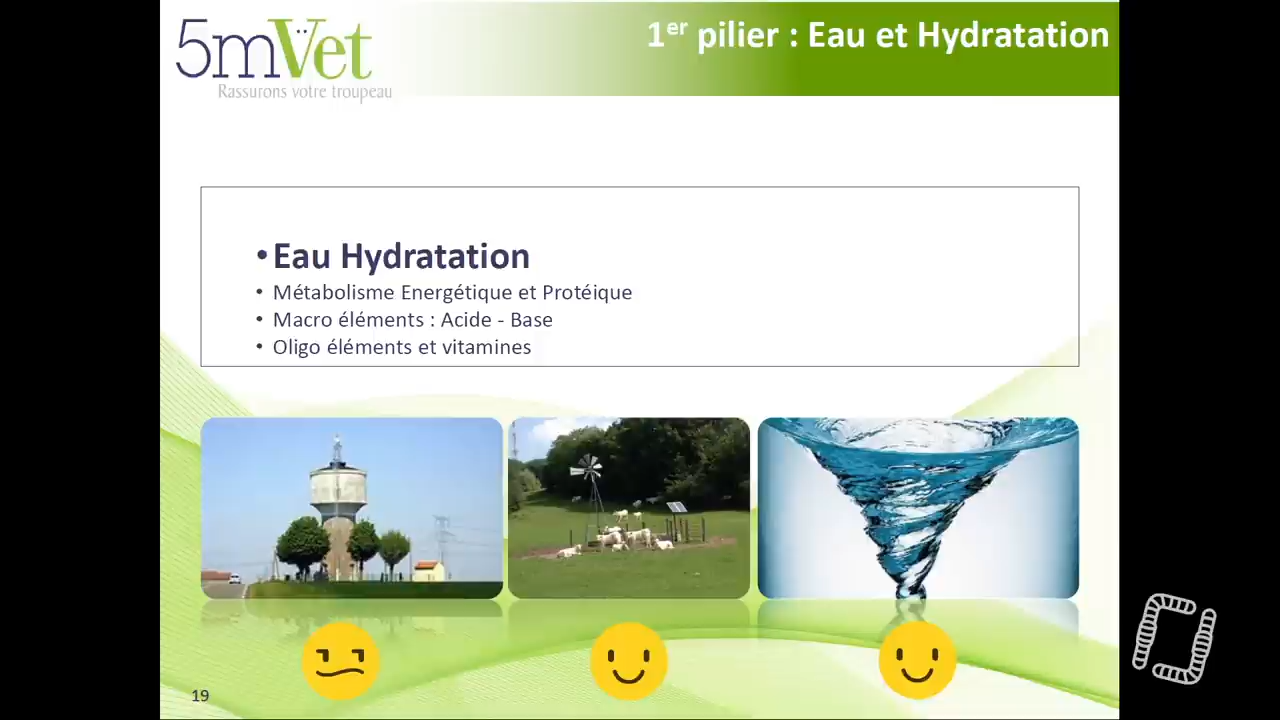 5mVet
Rassurons votre troupeau
1er pilier : Eau et Hydratation
•Eau Hydratation
• Métabolisme Energétique et Protéique
• Macro éléments : Acide - Base
• Oligo éléments et vitamines
19